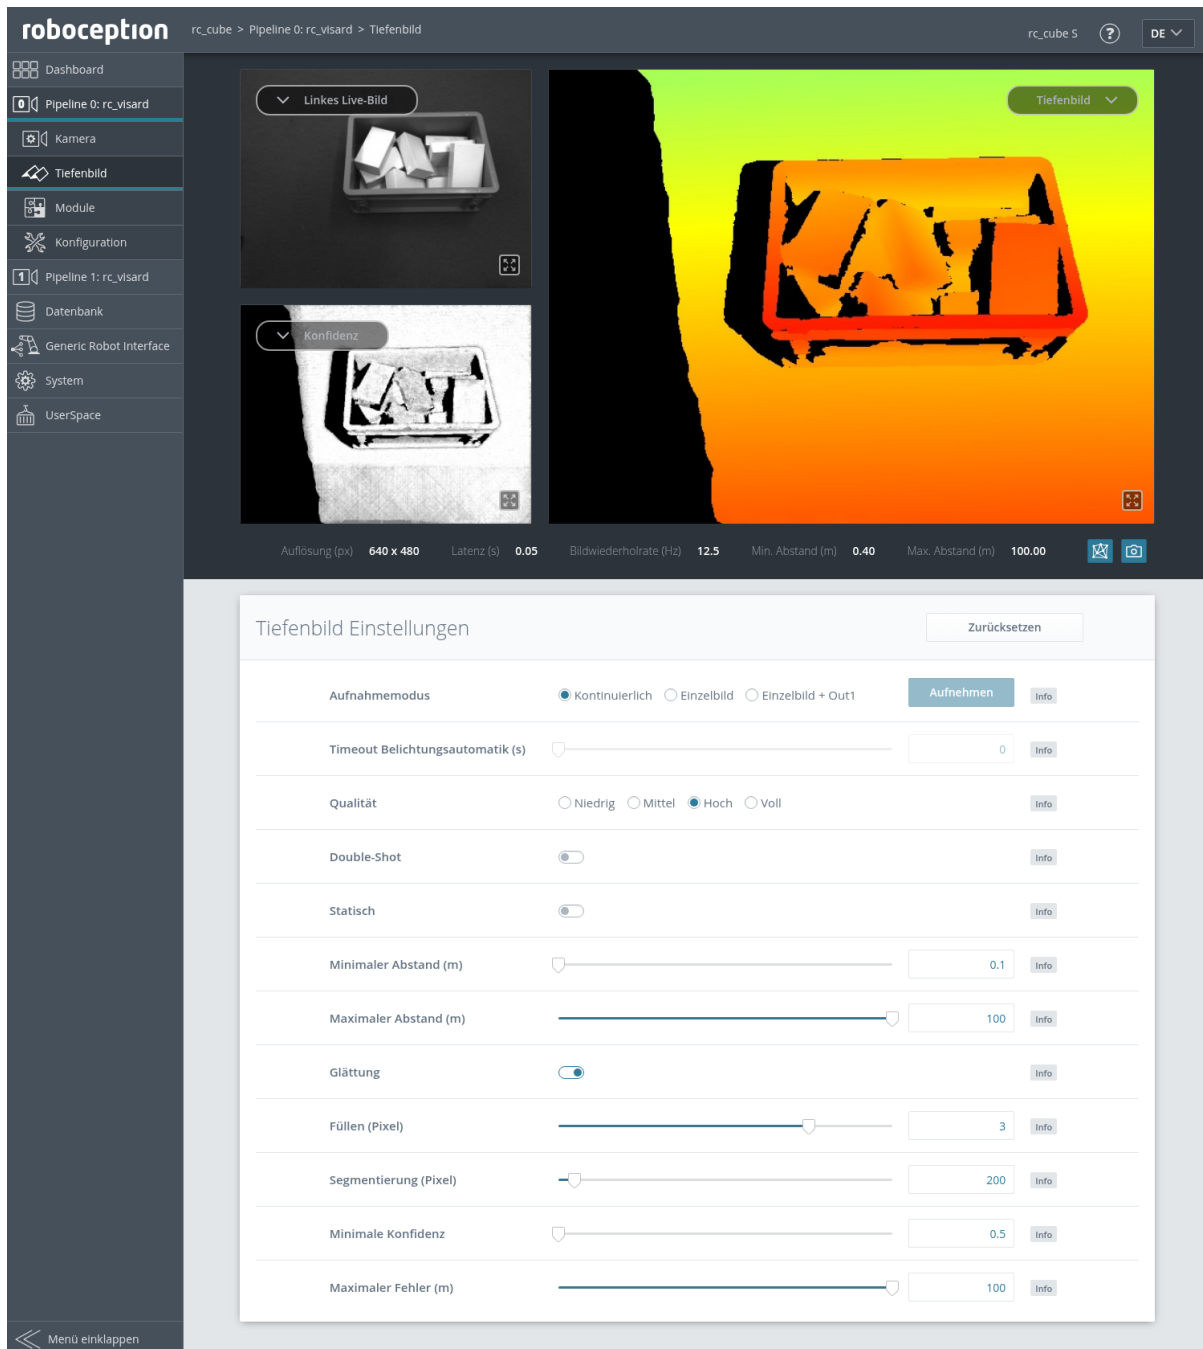 roboception
rc_cube > Pipeline 0: rc_visard > Tiefenbild
rc_cube S ? DE
Dashboard
0 Pipeline 0: rc_visard
Kamera
Tiefenbild
Module
Konfiguration
1 Pipeline 1: rc_visard
Datenbank
Generic Robot Interface
System
UserSpace
Menü einklappen
Linkes Live-Bild
Konfidenz
Tiefenbild
Auflösung (px) 640 x 480 Latenz (s) 0.05 Bildwiederholrate (Hz) 12.5 Min. Abstand (m) 0.40 Max. Abstand (m) 100.00
Tiefenbild Einstellungen Zurücksetzen
Aufnahmemodus Kontinuierlich Einzelbild Einzelbild + Out1 Aufnehmen Info
Timeout Belichtungsautomatik (s) 0 Info
Qualität Niedrig Mittel Hoch Voll Info
Double-Shot Info
Statisch Info
Minimaler Abstand (m) 0.1 Info
Maximaler Abstand (m) 100 Info
Glättung Info
Füllen (Pixel) 3 Info
Segmentierung (Pixel) 200 Info
Minimale Konfidenz 0.5 Info
Maximaler Fehler (m) 100 Info